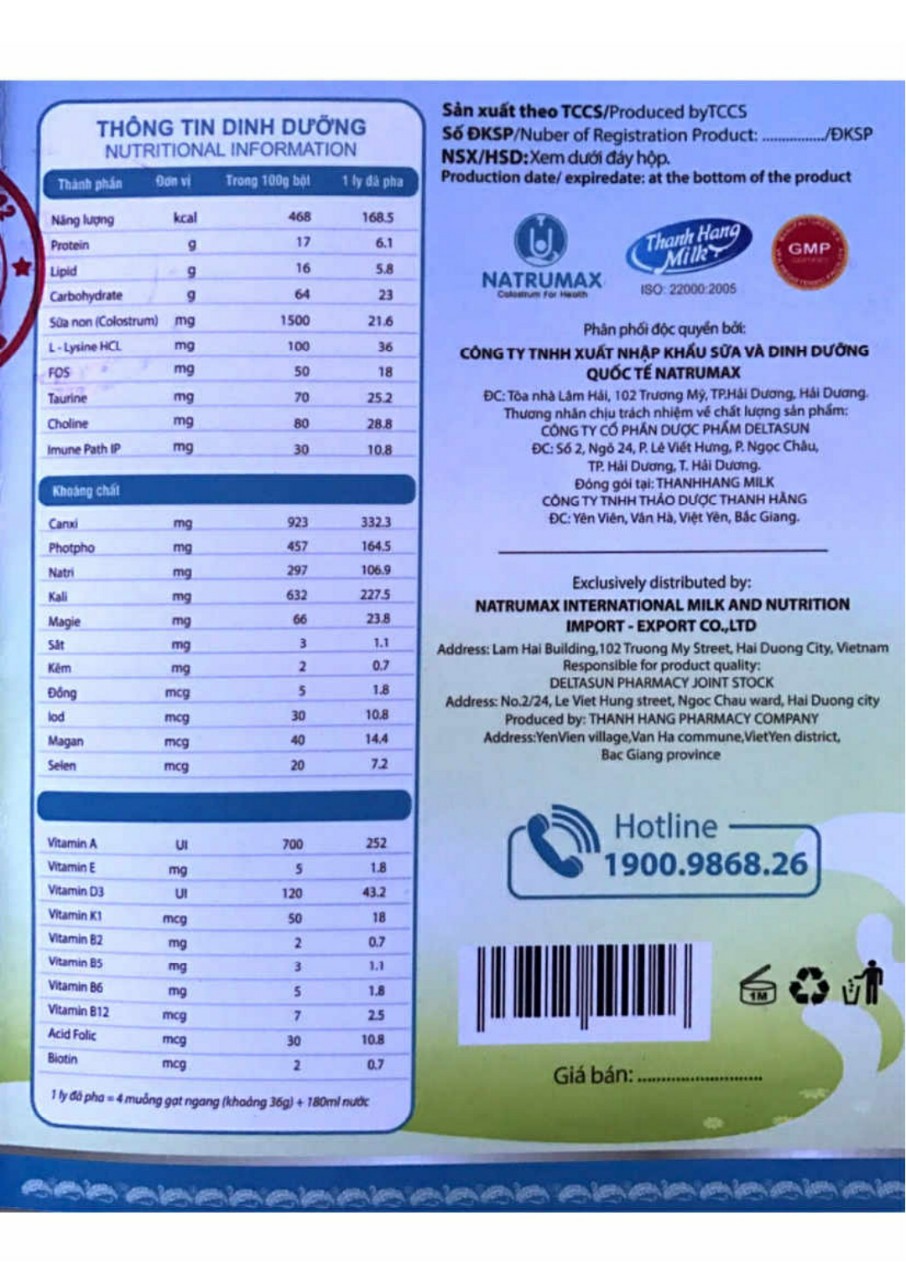 THÔNG TIN DINH DƯỠNG
NUTRITIONAL INFORMATION
Thành phần Đơn vị Trong 100g bột 1 ly đã pha
Năng lượng kcal 468 168.5
Protein g 17 6.1
Lipid g 16 5.8
Carbohydrate g 64 23
Sữa non (Colostrum) mg 1500 21.6
L - Lysine HCL mg 100 36
FOS mg 50 18
Taurine mg 70 25.2
Choline mg 80 28.8
Imune Path IP mg 30 10.8
Khoáng chất
Canxi mg 923 332.3
Photpho mg 457 164.5
Natri mg 297 106.9
Kali mg 632 227.5
Magie mg 66 23.8
Sắt mg 3 1.1
Kẽm mg 2 0.7
Đồng mcg 5 1.8
Iod mcg 30 10.8
Magan mcg 40 14.4
Selen mcg 20 7.2
Vitamin A UI 700 252
Vitamin E mg 5 1.8
Vitamin D3 UI 120 43.2
Vitamin K1 mcg 50 18
Vitamin B2 mg 2 0.7
Vitamin B5 mg 3 1.1
Vitamin B6 mg 5 1.8
Vitamin B12 mcg 7 2.5
Acid Folic mcg 30 10.8
Biotin mcg 2 0.7
1 ly đã pha = 4 muỗng gạt ngang (khoảng 36g) + 180ml nước
Sản xuất theo TCCS/Produced byTCCS
Số ĐKSP/Nuber of Registration Product: ............../ĐKSP
NSX/HSD:Xem dưới đáy hộp.
Production date/ expiredate: at the bottom of the product
NATRUMAX
Colostrum For Health
Thanh Hang
Milk
ISO: 22000:2005
GMP
Phân phối độc quyền bởi:
CÔNG TY TNHH XUẤT NHẬP KHẨU SỮA VÀ DINH DƯỠNG
QUỐC TẾ NATRUMAX
ĐC: Tòa nhà Lâm Hải, 102 Trương Mỹ, TP.Hải Dương, Hải Dương.
Thương nhân chịu trách nhiệm về chất lượng sản phẩm:
CÔNG TY CỔ PHẦN DƯỢC PHẨM DELTASUN
ĐC: Số 2, Ngõ 24, P. Lê Viết Hưng, P. Ngọc Châu,
TP. Hải Dương, T. Hải Dương.
Đóng gói tại: THANHHANG MILK
CÔNG TY TNHH THẢO DƯỢC THANH HẰNG
ĐC: Yên Viên, Vân Hà, Việt Yên, Bắc Giang.
Exclusively distributed by:
NATRUMAX INTERNATIONAL MILK AND NUTRITION
IMPORT - EXPORT CO.,LTD
Address: Lam Hai Building,102 Truong My Street, Hai Duong City, Vietnam
Responsible for product quality:
DELTASUN PHARMACY JOINT STOCK
Address: No.2/24, Le Viet Hung street, Ngoc Chau ward, Hai Duong city
Produced by: THANH HANG PHARMACY COMPANY
Address:YenVien village,Van Ha commune,VietYen district,
Bac Giang province
Hotline
1900.9868.26
1M
Giá bán: .........................